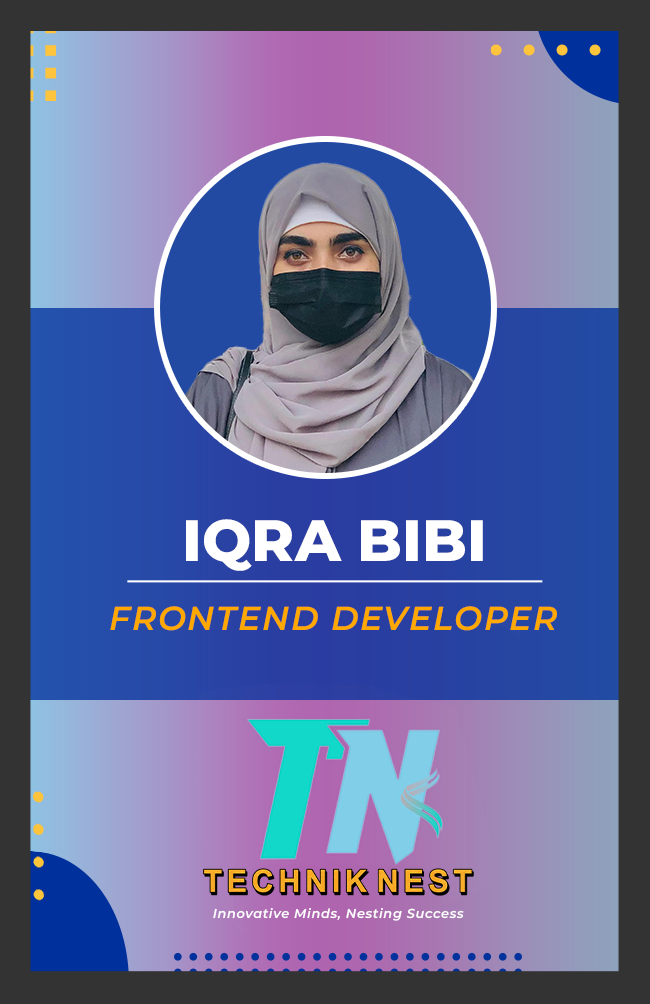 IQRA BIBI
FRONTEND DEVELOPER
TN
TECHNIK NEST
Innovative Minds, Nesting Success